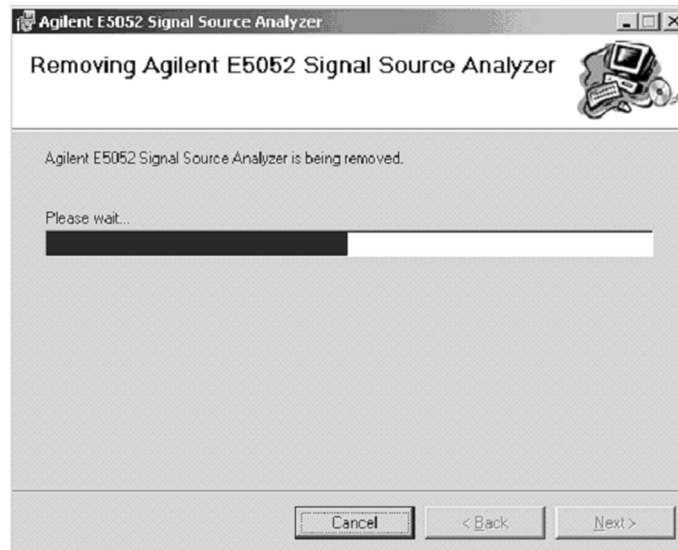 Agilent E5052 Signal Source Analyzer
Removing Agilent E5052 Signal Source Analyzer
Agilent E5052 Signal Source Analyzer is being removed.
Please wait...
Cancel < Back Next >